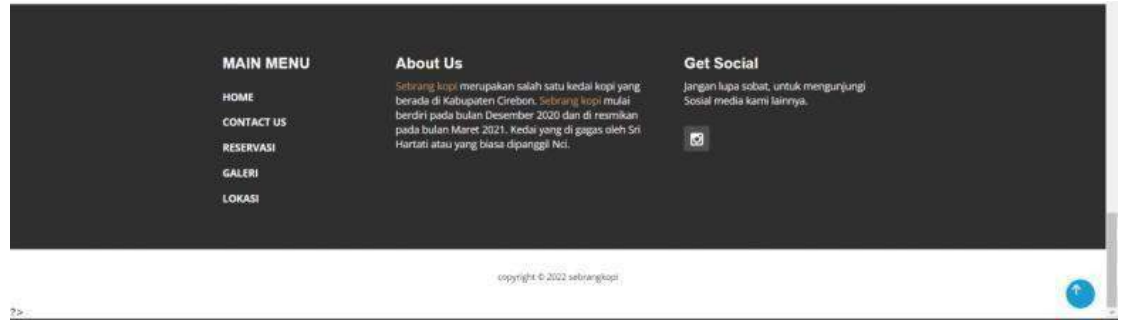 MAIN MENU
HOME
CONTACT US
RESERVASI
GALERI
LOKASI
About Us
Sebrang kopi merupakan salah satu kedai kopi yang
berada di Kabupaten Cirebon. Sebrang kopi mulai
berdiri pada bulan Desember 2020 dan di resmikan
pada bulan Maret 2021. Kedai yang di gagas oleh Sri
Hartati atau yang biasa dipanggil Nci.
Get Social
Jangan lupa sobat, untuk mengunjungi
Sosial media kami lainnya.
copyright © 2022 sebrangkopi
?>